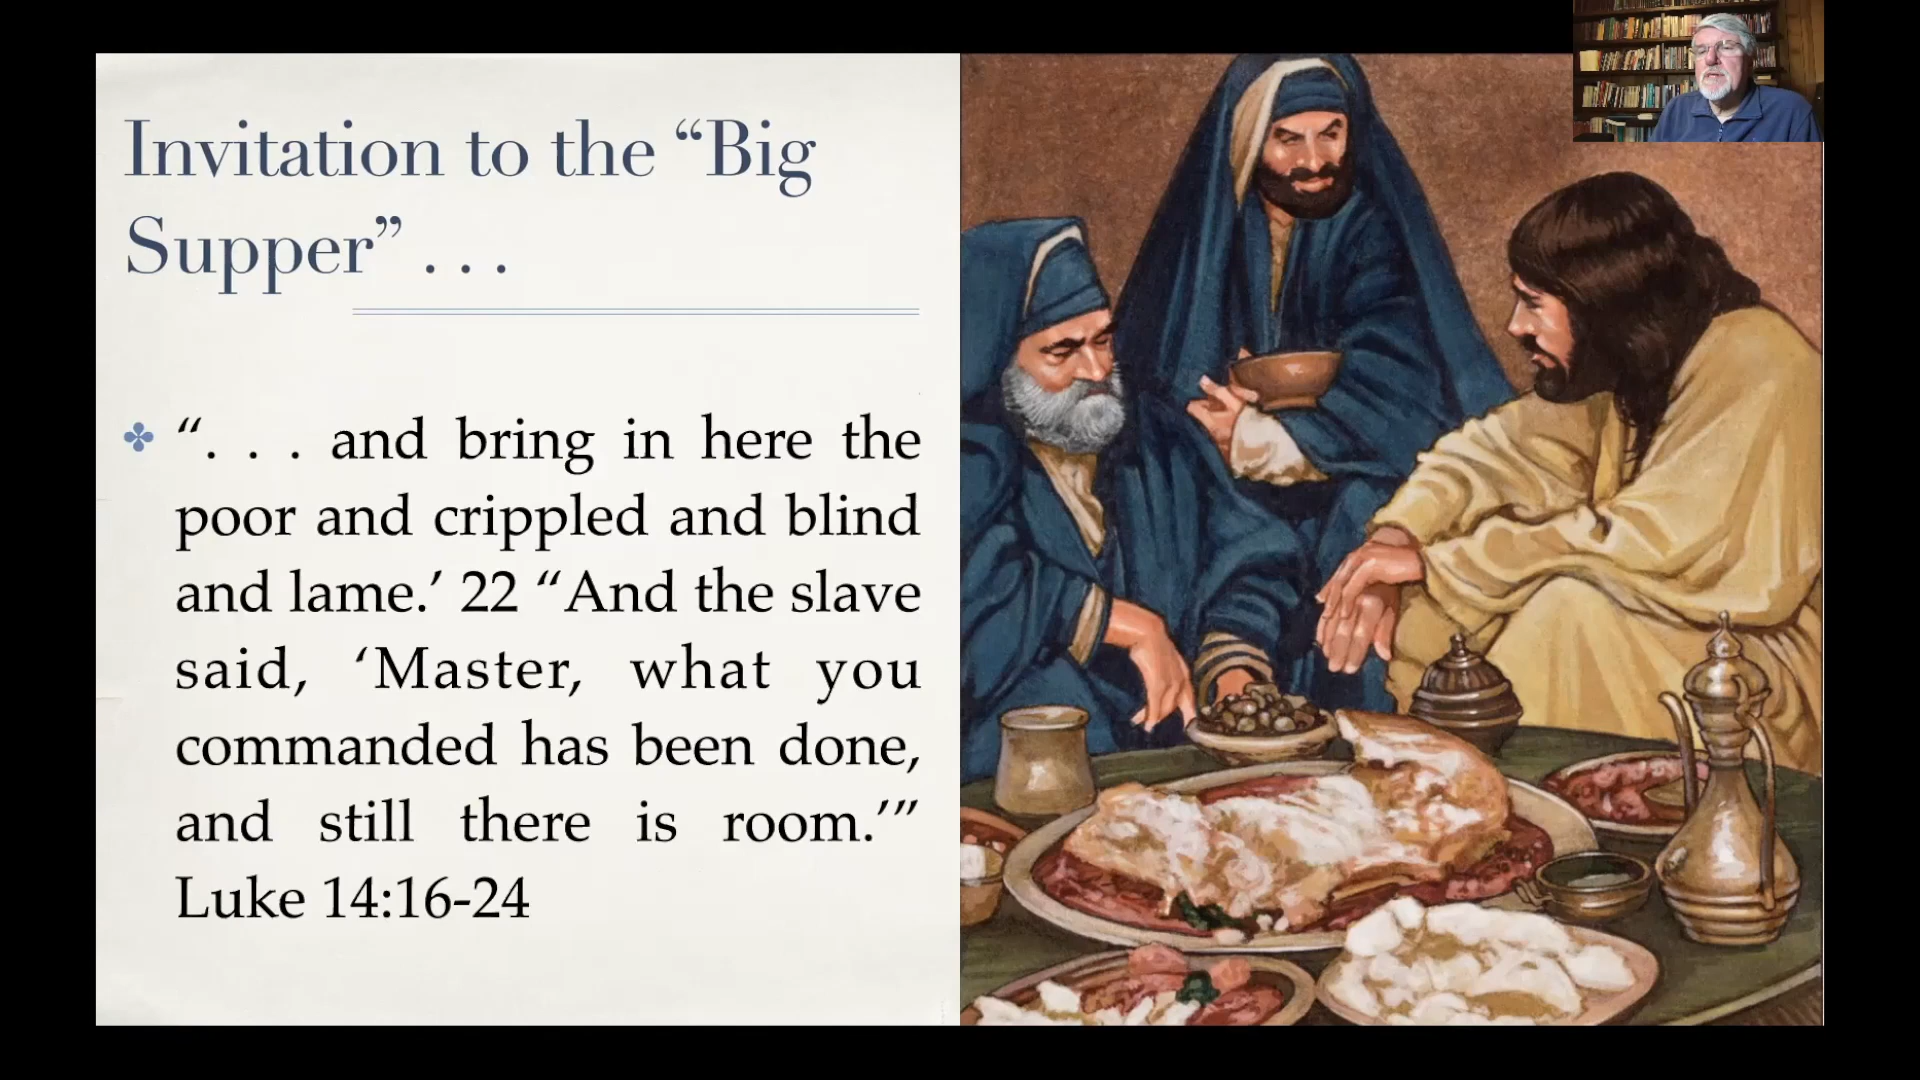 Invitation to the “Big
Supper” . . .
“. . . and bring in here the
poor and crippled and blind
and lame.’ 22 “And the slave
said, ‘Master, what you
commanded has been done,
and still there is room.’”
Luke 14:16-24